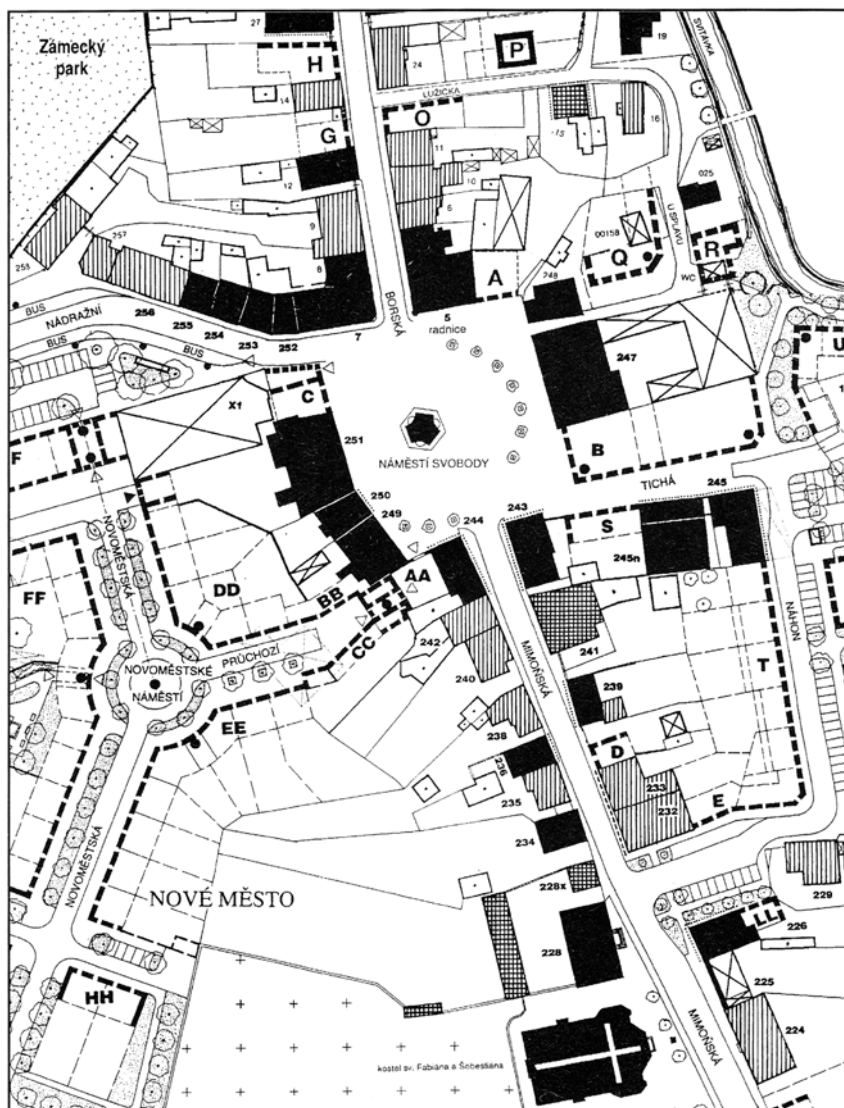 Zámecký
park
27
H
24
P
19
SVITÁVKA
LUŽICKÁ
14
O
G
11
15
16
12
10
6
025
9
U SPLAVU
258
257
8
00158
Q
R
WC
A
248
BUS
NÁDRAŽNÍ
BUS
256
255
254
253
252
7
BORSKÁ
5
radnice
247
U
X1
C
251
NÁMĚSTÍ SVOBODY
B
F
TICHÁ
250
249
244
243
245
S
245n
NOVOMĚSTSKÁ
DD
BB
AA
FF
CC
242
241
NÁHON
PRŮCHOZÍ
NOVOMĚSTSKÉ
NÁMĚSTÍ
MIMOŇSKÁ
240
239
T
EE
238
D
236
235
233
232
E
234
NOVOMĚSTSKÁ
NOVÉ MĚSTO
228x
229
228
LL
226
225
HH
224
MIMOŇSKÁ
kostel sv. Fabiána a Šebestiána